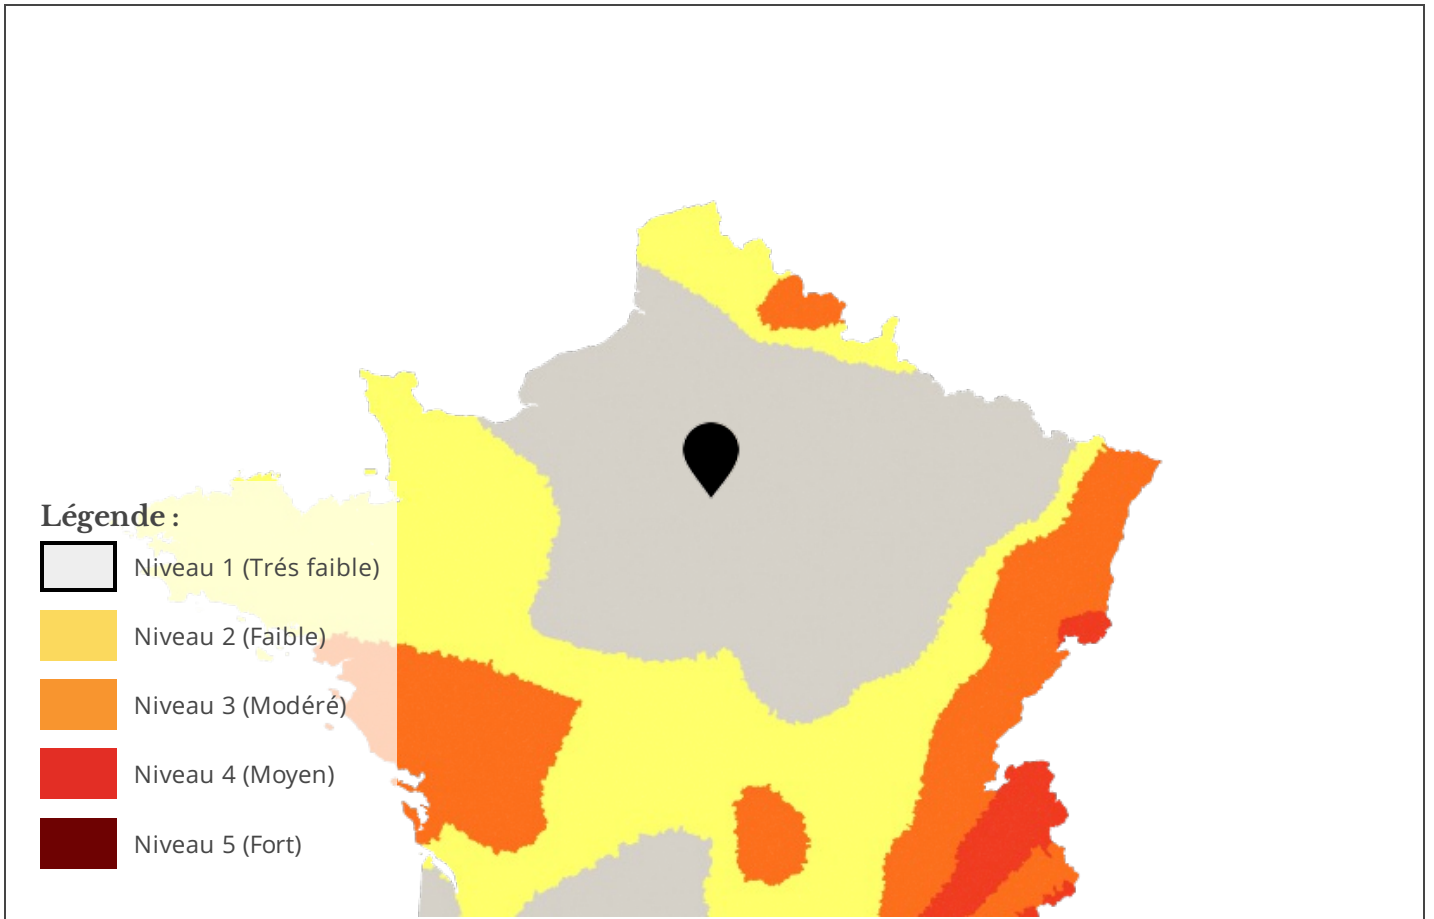 Légende :
Niveau 1 (Trés faible)
Niveau 2 (Faible)
Niveau 3 (Modéré)
Niveau 4 (Moyen)
Niveau 5 (Fort)